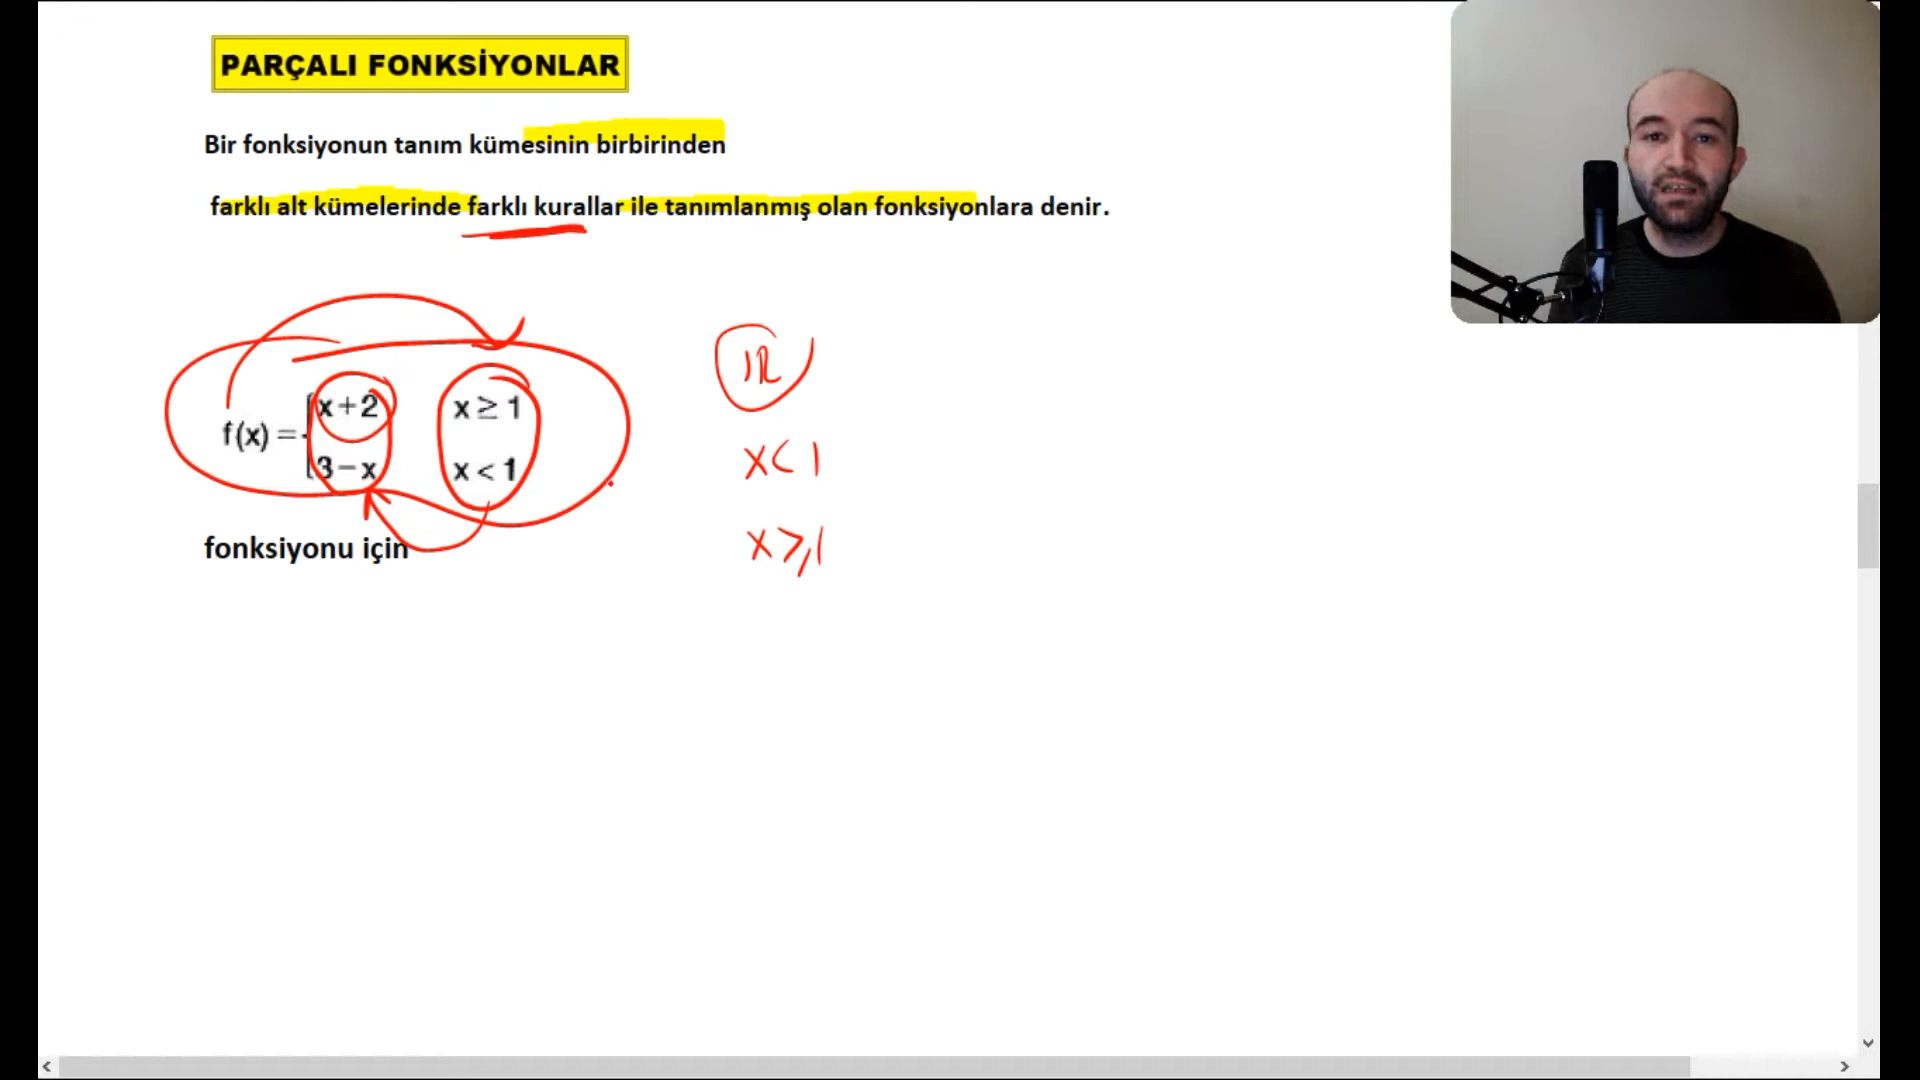 PARÇALI FONKSİYONLAR
Bir fonksiyonun tanım kümesinin birbirinden
farklı alt kümelerinde farklı kurallar ile tanımlanmış olan fonksiyonlara denir.
IR
x+2 x ≥ 1
f(x) =
3−x x < 1
x < 1
fonksiyonu için
x ≥ 1